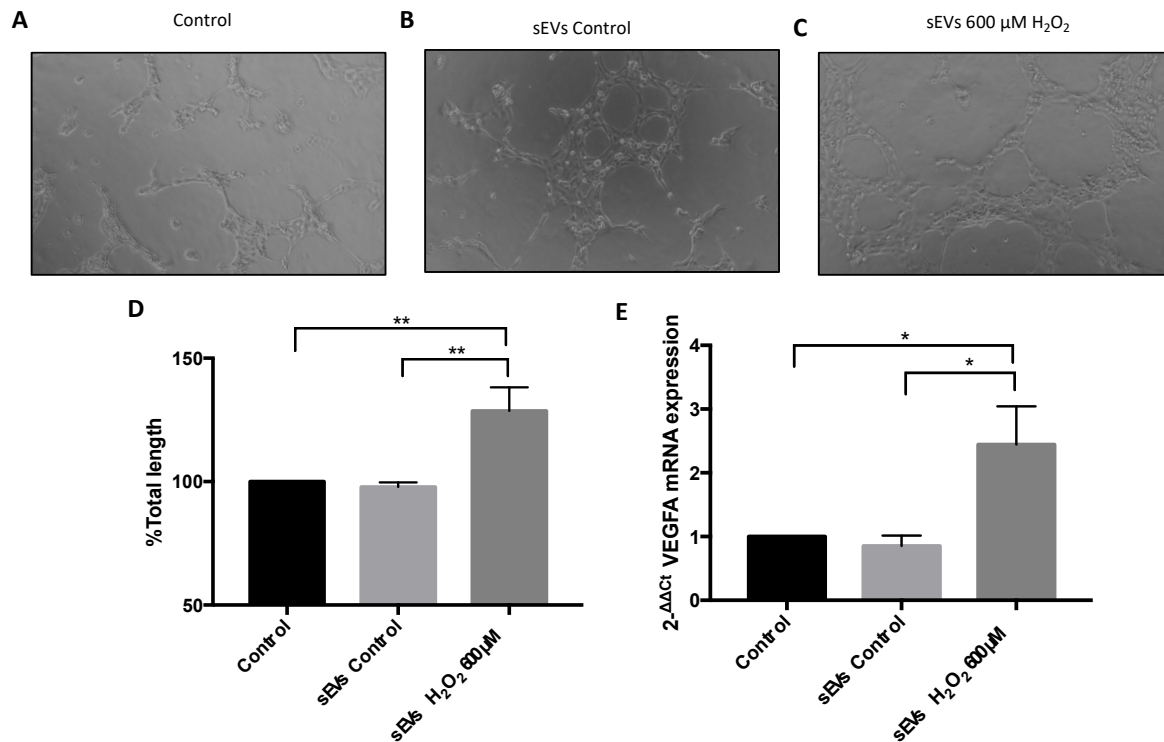 A
Control
B
sEVs Control
C
sEVs 600 µM H₂O₂
D
**
**
150
100
50
%Total length
Control
sEVs Control
sEVs H₂O₂ 600µM
E
*
*
4
3
2
1
0
2-ΔΔCt VEGFA mRNA expression
Control
sEVs Control
sEVs H₂O₂ 600µM